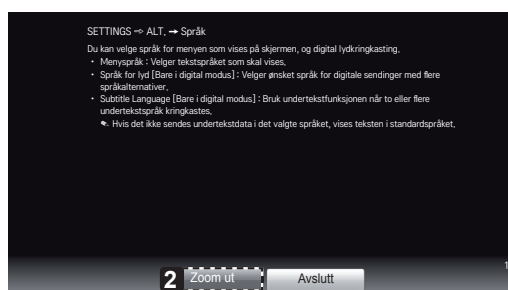 SETTINGS ⇨ ALT. ➙ Språk
Du kan velge språk for menyen som vises på skjermen, og digital lydkringkasting.
• Menyspråk : Velger tekstspråket som skal vises.
• Språk for lyd [Bare i digital modus] : Velger ønsket språk for digitale sendinger med flere
språkalternativer.
• Subtitle Language [Bare i digital modus] : Bruk undertekstfunksjonen når to eller flere
undertekstspråk kringkastes.
✎ Hvis det ikke sendes undertekstdata i det valgte språket, vises teksten i standardspråket.
1
2 Zoom ut Avslutt